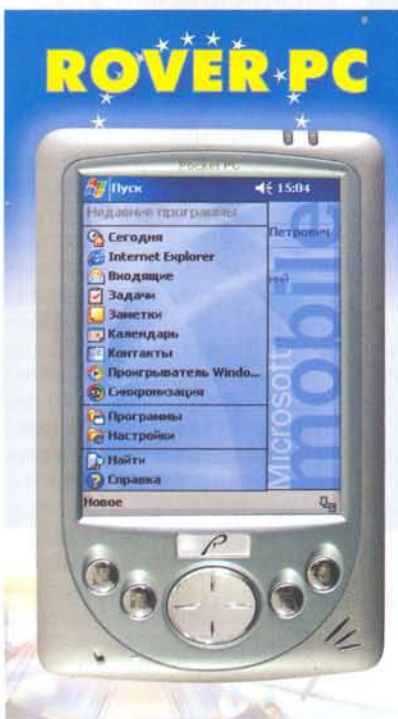 ROVER PC
Pocket PC
Пуск 15:04
Недавние программы
Петрович
Сегодня
Internet Explorer
Входящие
Задачи
Заметки
Календарь
Контакты
Проигрыватель Windo...
Синхронизация
Программы
Настройки
Найти
Справка
Microsoft
mobile
Новое